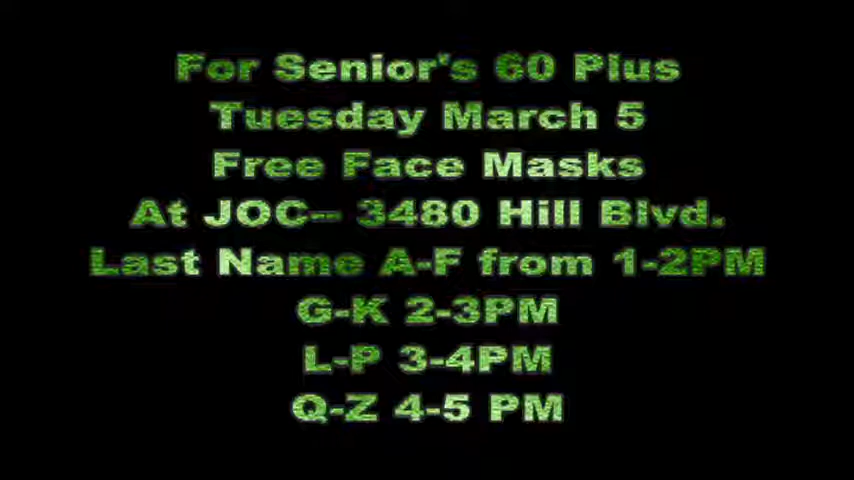 For Senior's 60 Plus
Tuesday March 5
Free Face Masks
At JOC-- 3480 Hill Blvd.
Last Name A-F from 1-2PM
G-K 2-3PM
L-P 3-4PM
Q-Z 4-5 PM